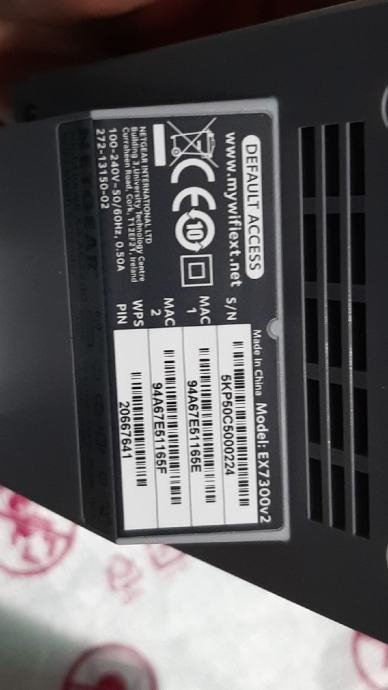 DEFAULT ACCESS
www.mywifiext.net
10
NETGEAR INTERNATIONAL LTD
Building 3, University Technology Centre
Curraheen Road, Cork, T12EF21, Ireland
100-240V~50/60Hz, 0.50A
272-13150-02
Made in China Model: EX7300v2
S/N
5KP50C5000224
MAC 1
94A67E51165E
MAC 2
94A67E51165F
WPS PIN
20667641
NETGEAR